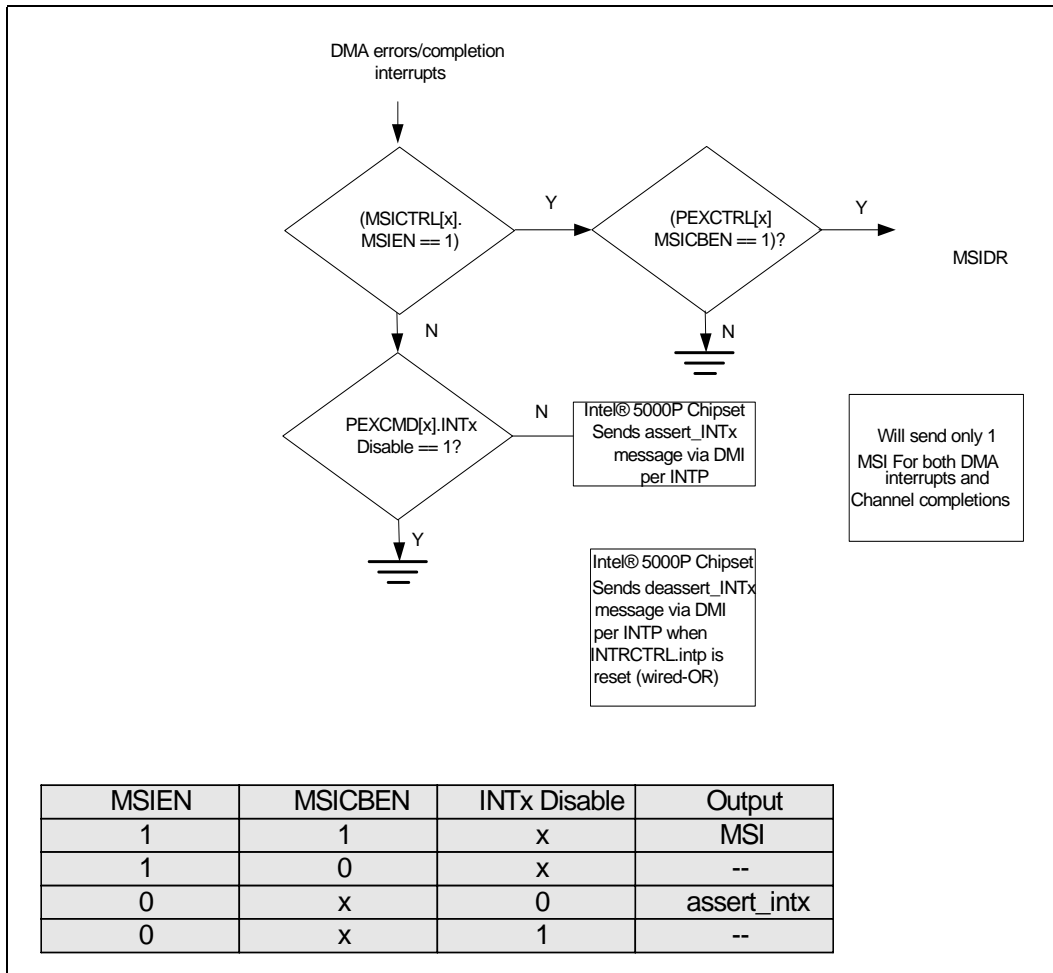 DMA errors/completion
interrupts
(MSICTRL[x].
MSIEN == 1)
Y
(PEXCTRL[x]
MSICBEN == 1)?
Y
MSIDR
N
N
PEXCMD[x].INTx
Disable == 1?
N
Intel® 5000P Chipset
Sends assert_INTx
message via DMI
per INTP
Will send only 1
MSI For both DMA
interrupts and
Channel completions
Y
Intel® 5000P Chipset
Sends deassert_INTx
message via DMI
per INTP when
INTRCTRL.intp is
reset (wired-OR)
MSIEN MSICBEN INTx Disable Output
1 1 x MSI
1 0 x --
0 x 0 assert_intx
0 x 1 --